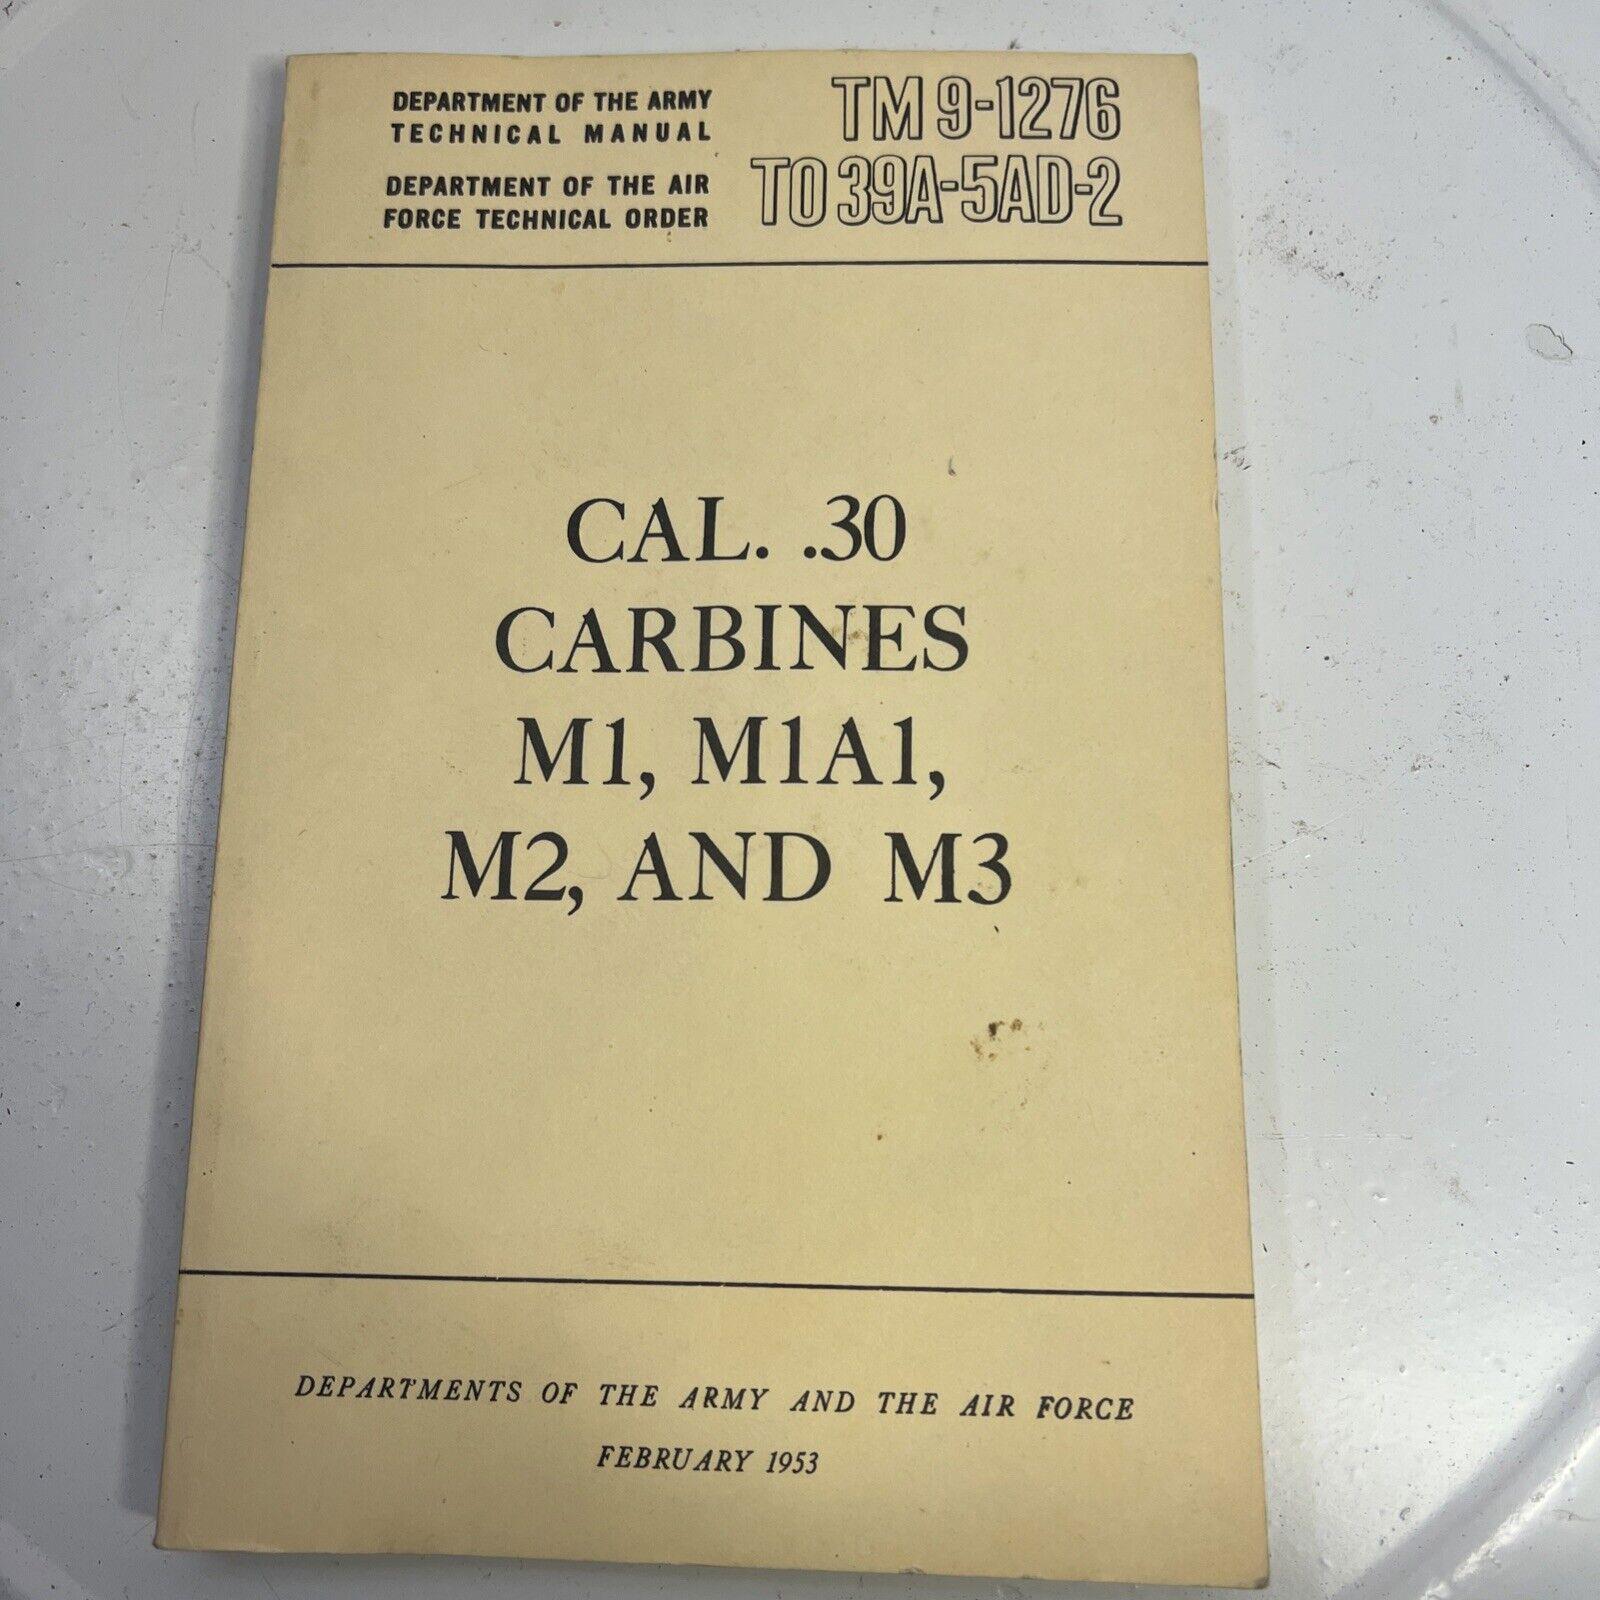 DEPARTMENT OF THE ARMY
TECHNICAL MANUAL
TM 9-1276
DEPARTMENT OF THE AIR
FORCE TECHNICAL ORDER
TO 39A-5AD-2
CAL. .30
CARBINES
M1, M1A1,
M2, AND M3
DEPARTMENTS OF THE ARMY AND THE AIR FORCE
FEBRUARY 1953